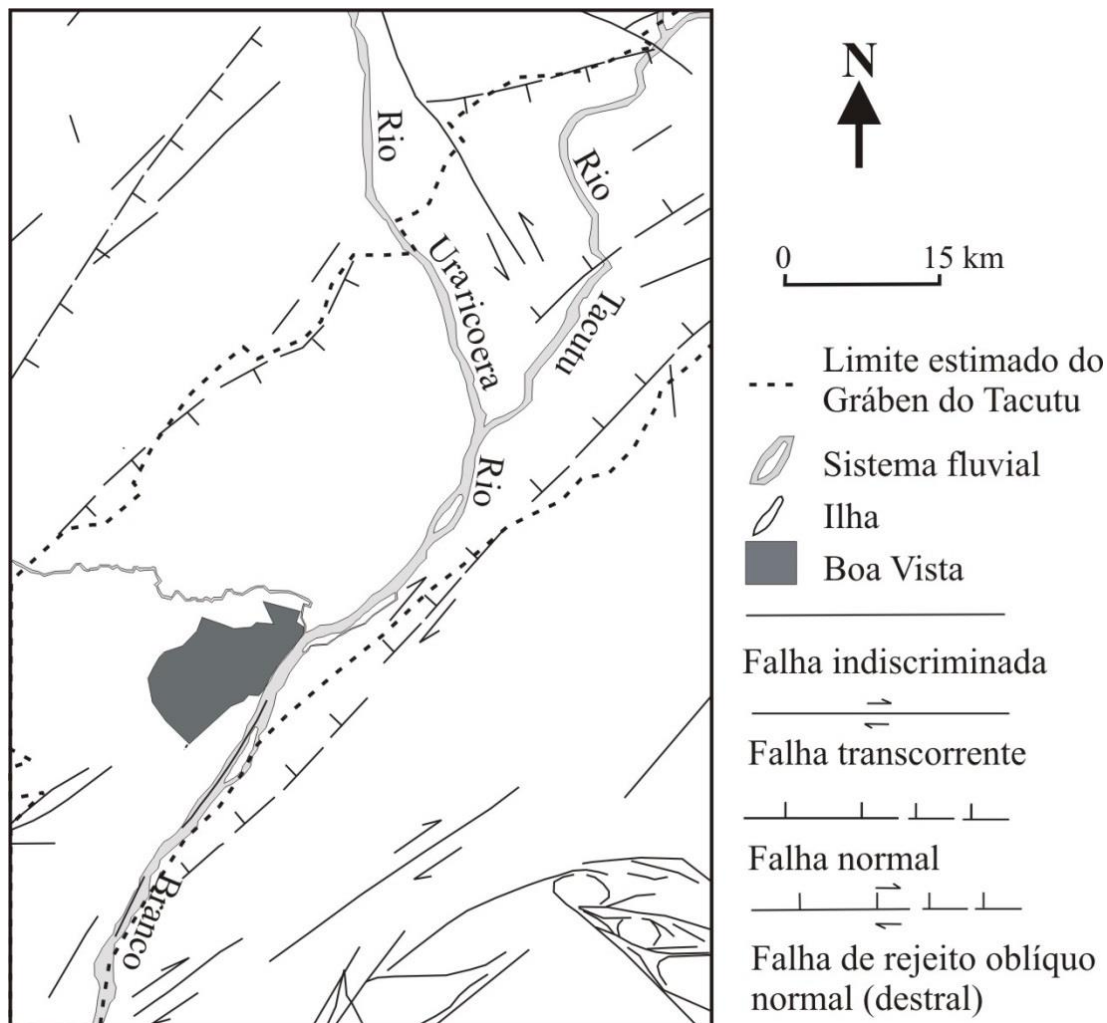 Rio
Uraricoera
Rio
Tacutu
Rio
Branco
N
0 15 km
Limite estimado do
Gráben do Tacutu
Sistema fluvial
Ilha
Boa Vista
Falha indiscriminada
Falha transcorrente
Falha normal
Falha de rejeito oblíquo
normal (destral)